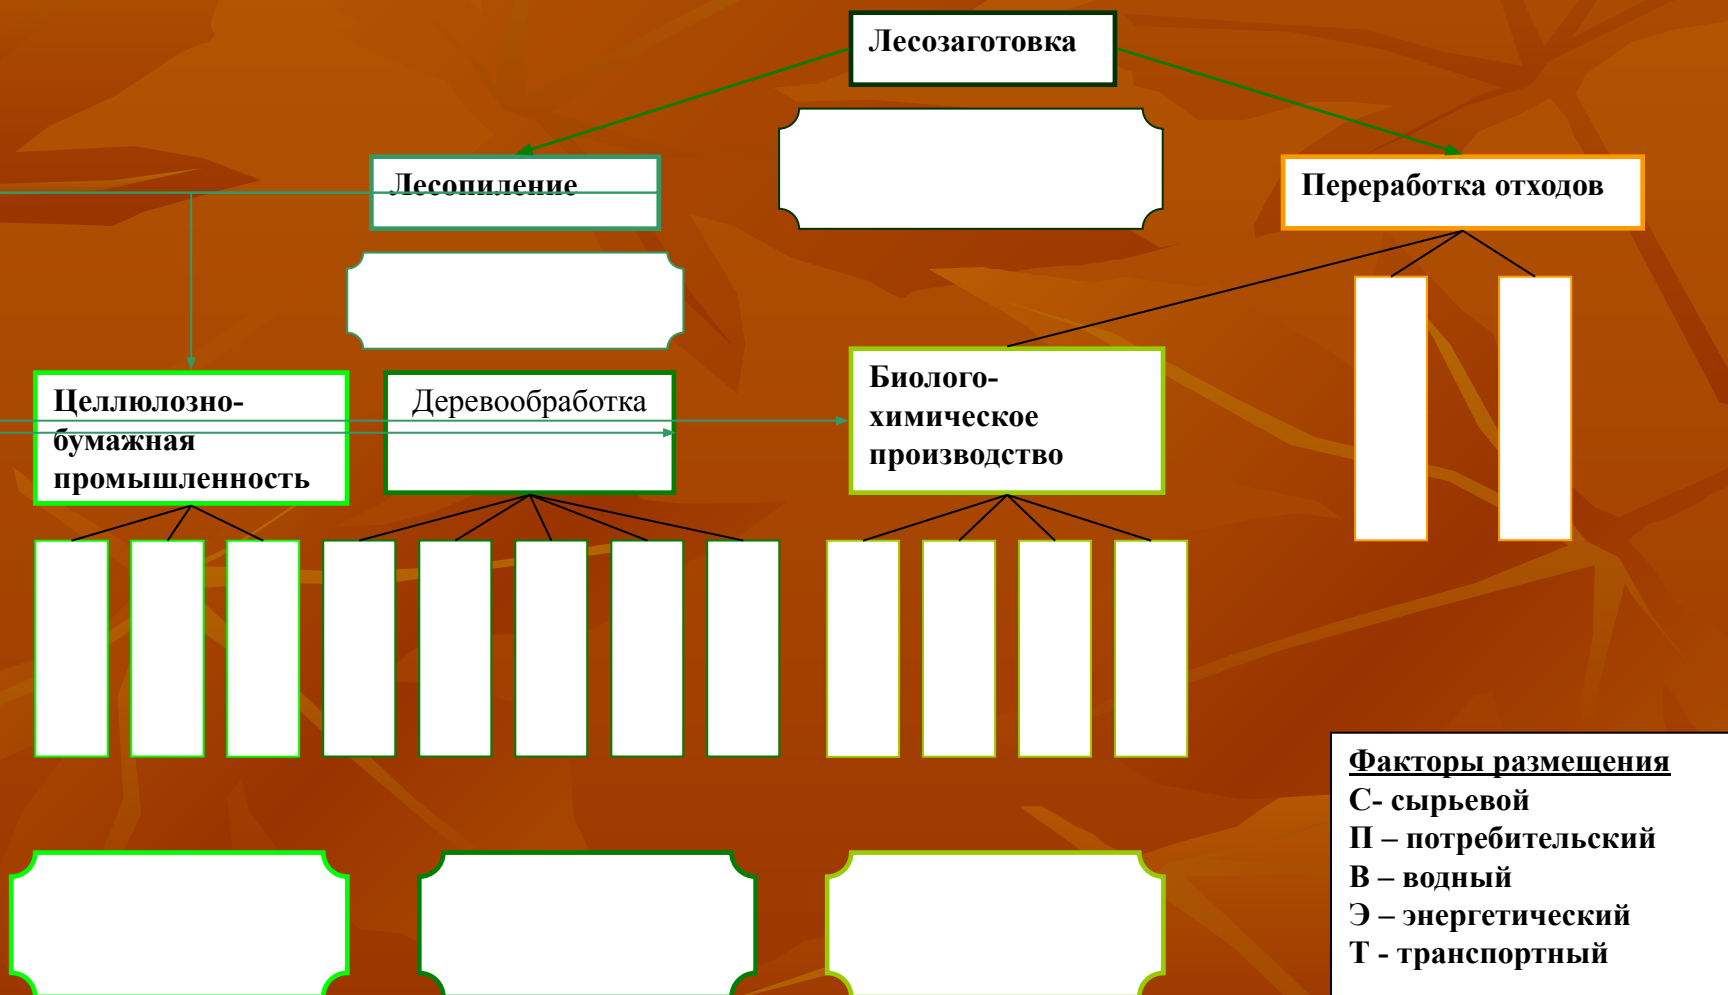 Лесозаготовка
Лесопиление
Переработка отходов
Целлюлозно-
бумажная
промышленность
Деревообработка
Биолого-
химическое
производство
Факторы размещения
С- сырьевой
П – потребительский
В – водный
Э – энергетический
Т - транспортный